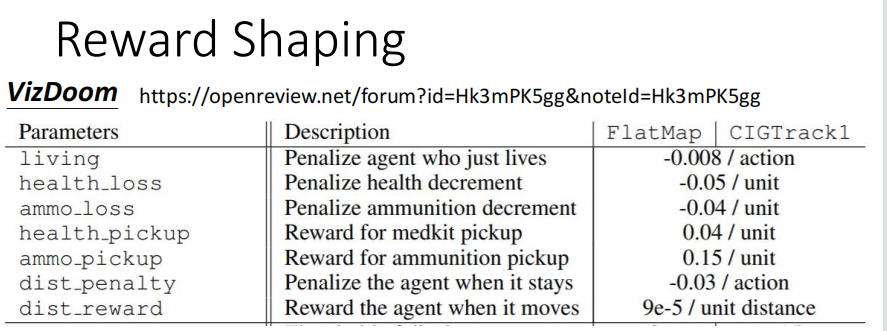 Reward Shaping
VizDoom https://openreview.net/forum?id=Hk3mPK5gg&noteId=Hk3mPK5gg
Parameters Description FlatMap CIGTrack1
living Penalize agent who just lives -0.008 / action
health_loss Penalize health decrement -0.05 / unit
ammo_loss Penalize ammunition decrement -0.04 / unit
health_pickup Reward for medkit pickup 0.04 / unit
ammo_pickup Reward for ammunition pickup 0.15 / unit
dist_penalty Penalize the agent when it stays -0.03 / action
dist_reward Reward the agent when it moves 9e-5 / unit distance